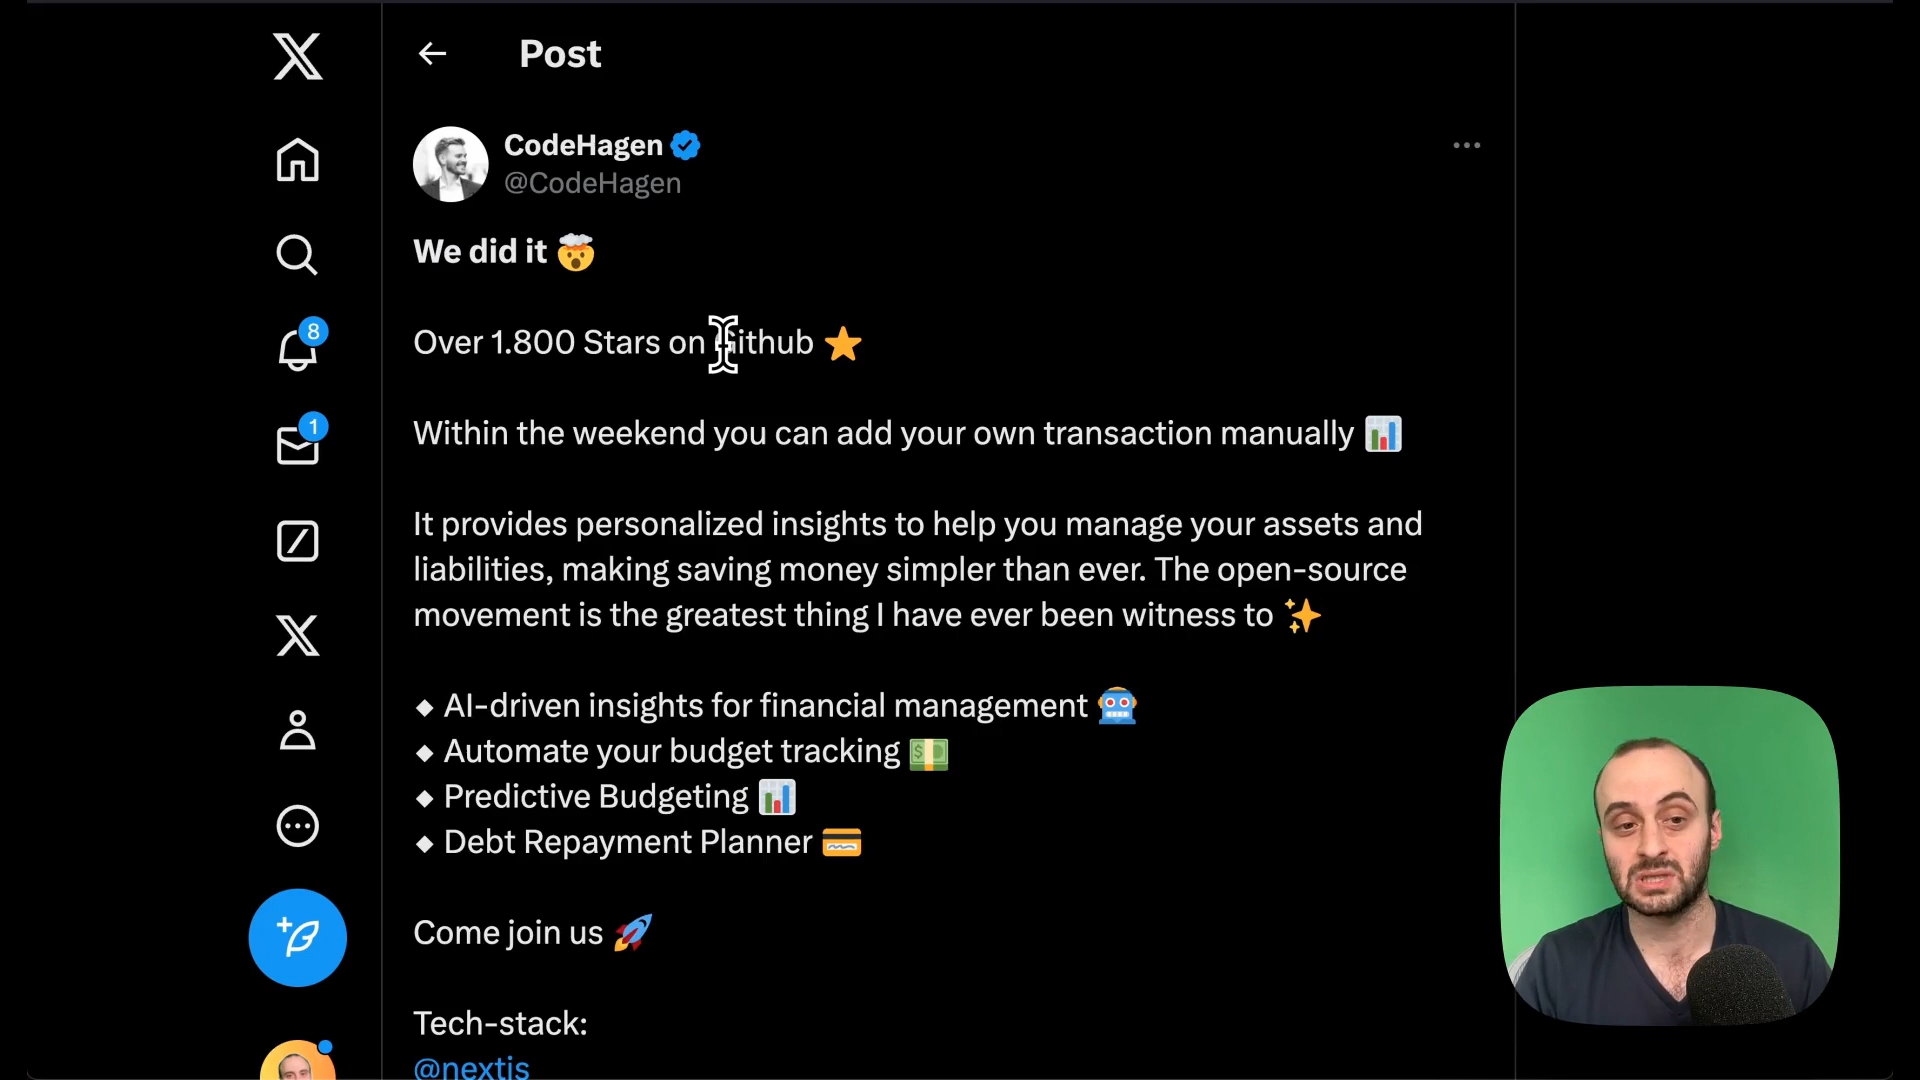 Post
CodeHagen
@CodeHagen
We did it 🤯
Over 1.800 Stars on Github ⭐
8
Within the weekend you can add your own transaction manually 📊
1
It provides personalized insights to help you manage your assets and
liabilities, making saving money simpler than ever. The open-source
movement is the greatest thing I have ever been witness to ✨
◆ AI-driven insights for financial management 🤖
◆ Automate your budget tracking 💵
◆ Predictive Budgeting 📊
◆ Debt Repayment Planner 💳
Come join us 🚀
Tech-stack:
@nextjs